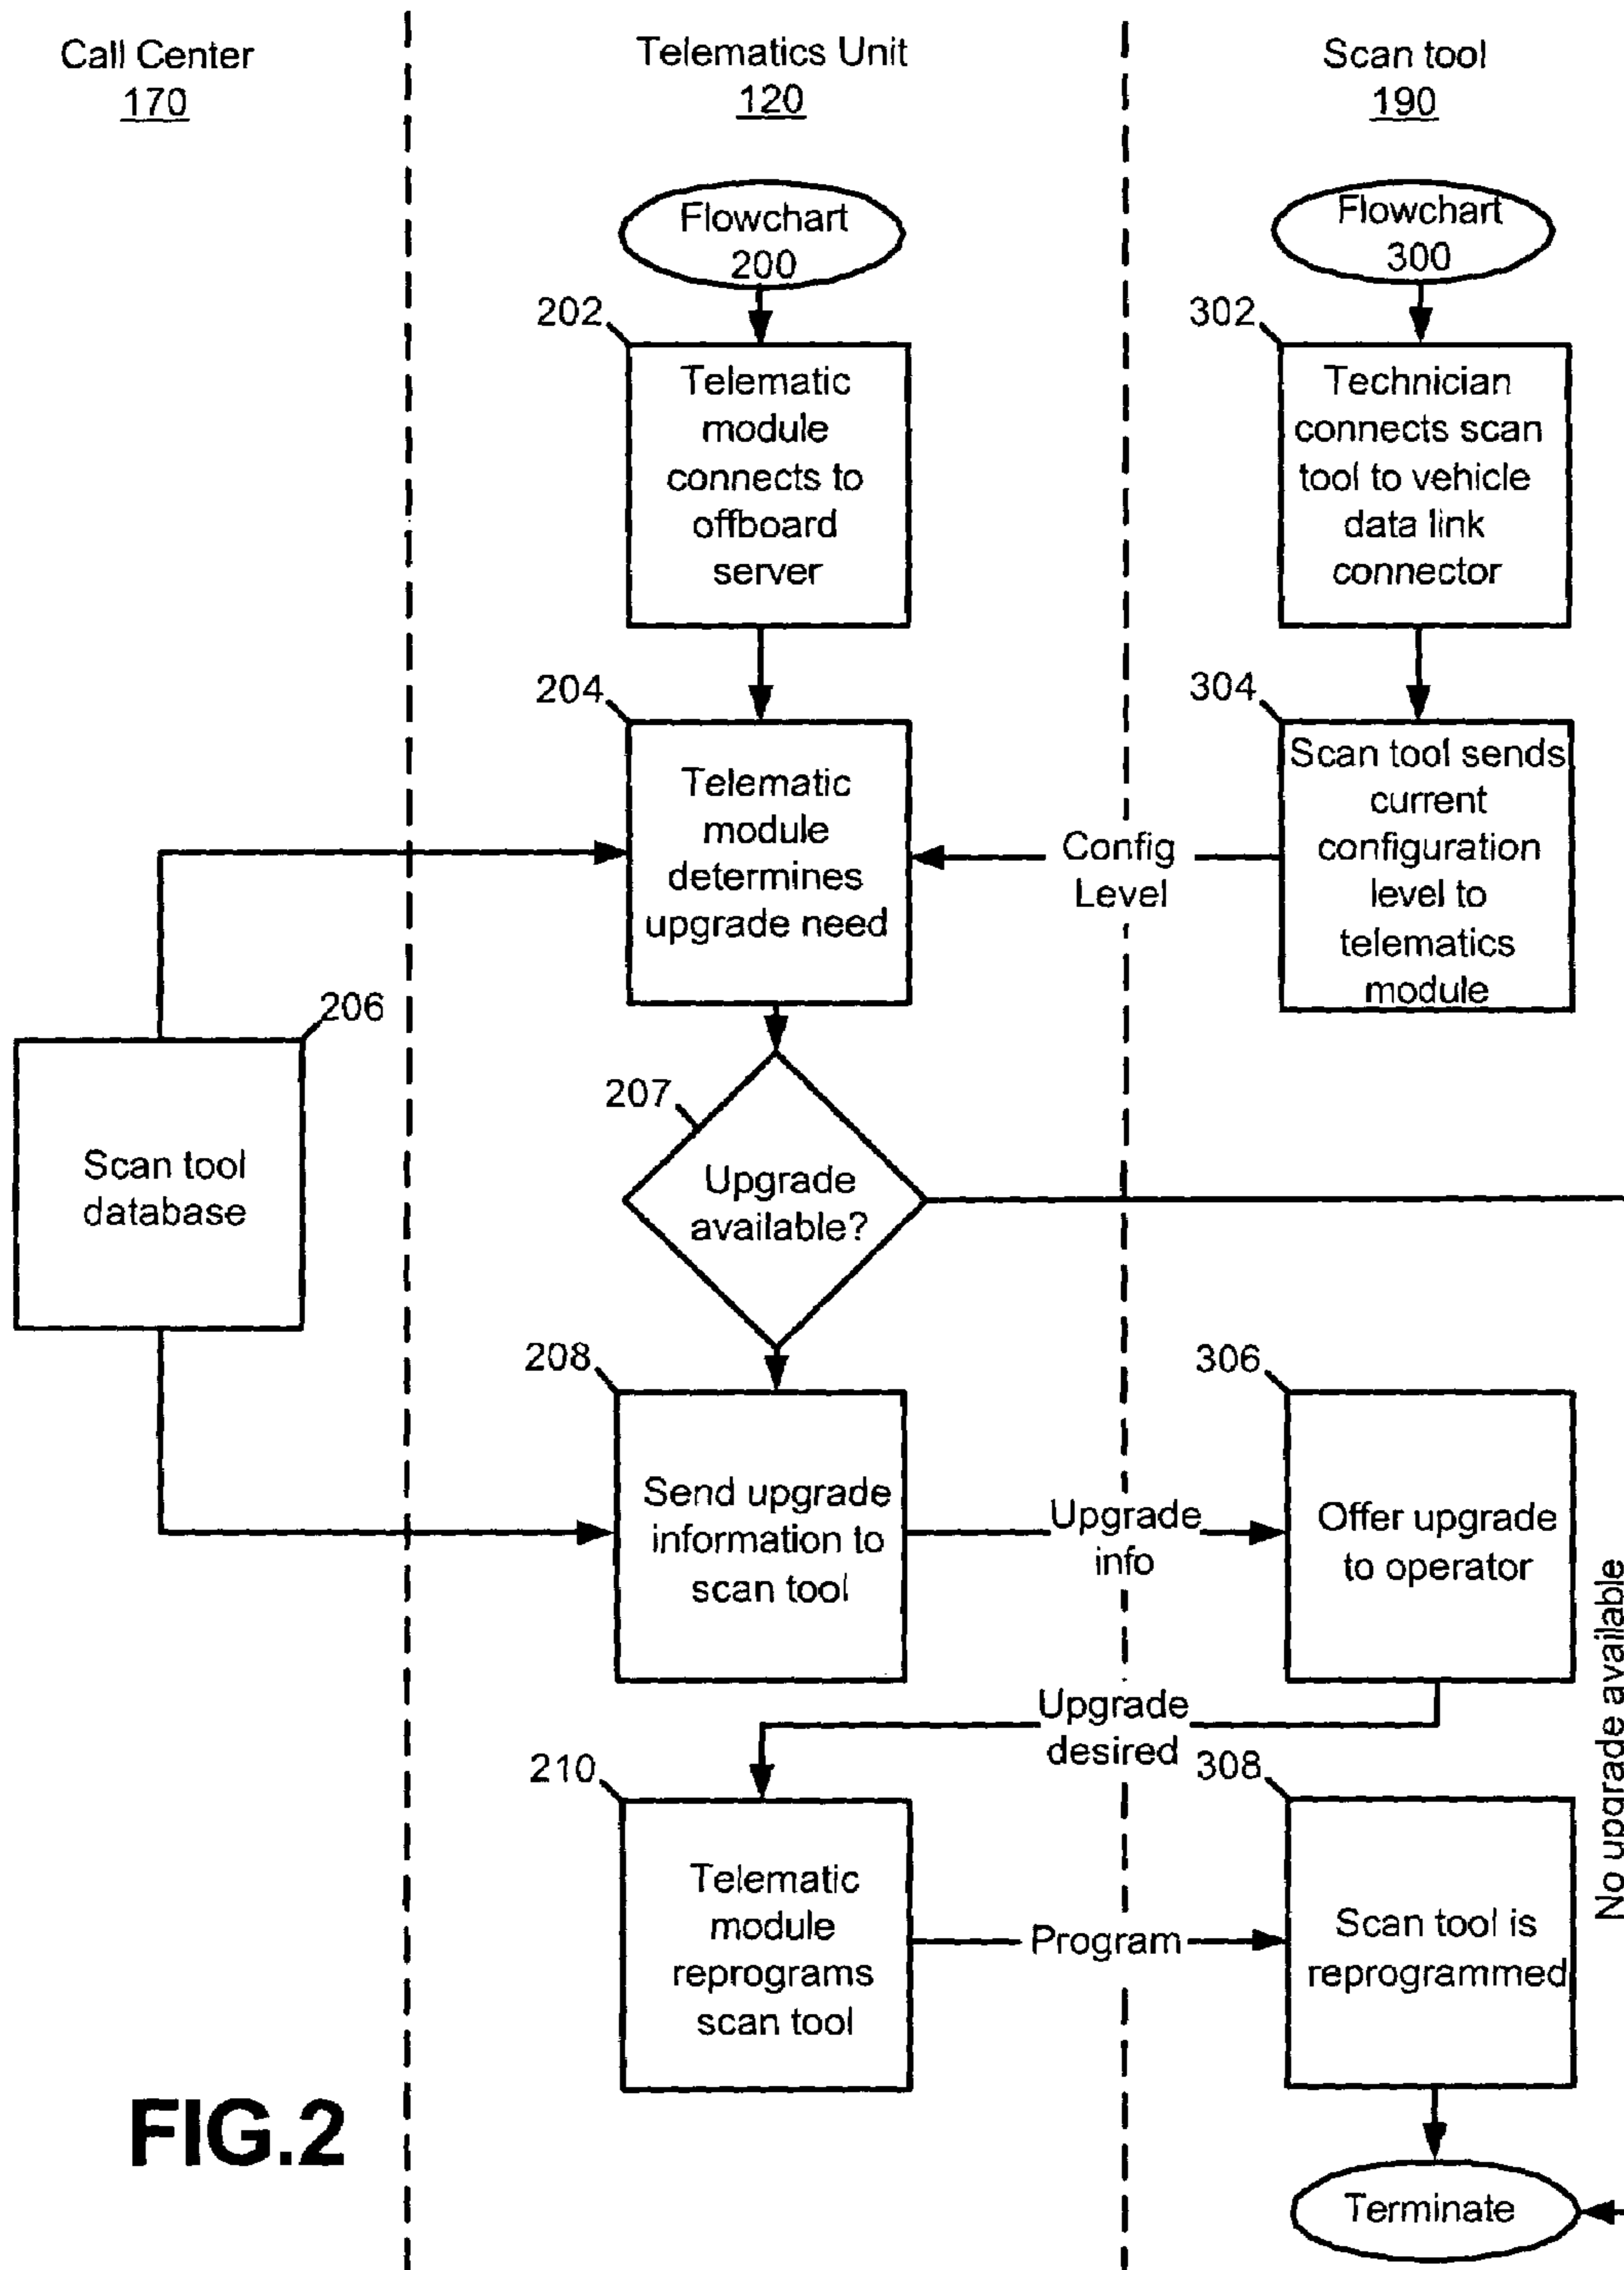 Call Center
170
Telematics Unit
120
Scan tool
190
Flowchart
200
Flowchart
300
202
Telematic
module
connects to
offboard
server
302
Technician
connects scan
tool to vehicle
data link
connector
204
Telematic
module
determines
upgrade need
304
Scan tool sends
current
configuration
level to
telematics
module
Config
Level
206
Scan tool
database
207
Upgrade
available?
208
Send upgrade
information to
scan tool
Upgrade
info
306
Offer upgrade
to operator
No upgrade available
Upgrade
desired
210
Telematic
module
reprograms
scan tool
Program
308
Scan tool is
reprogrammed
Terminate
FIG.2